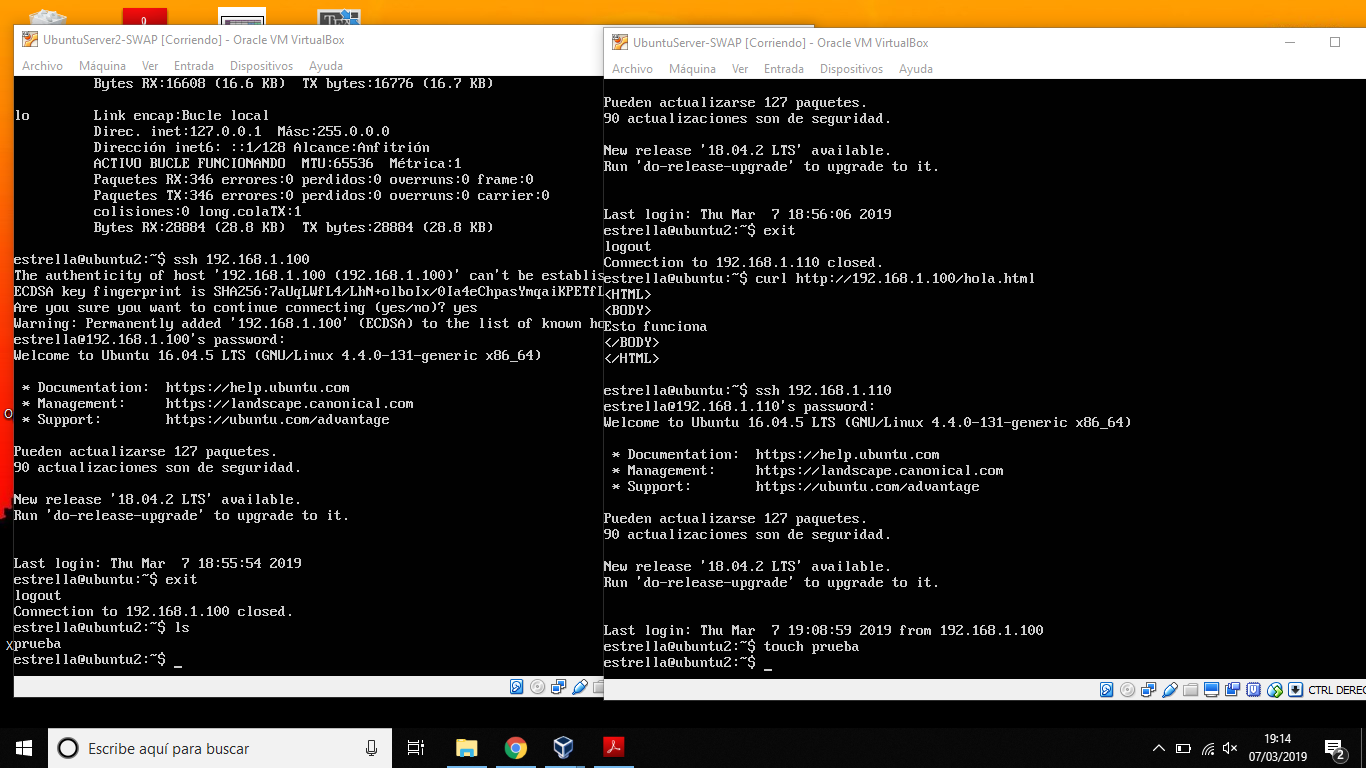 UbuntuServer2-SWAP [Corriendo] - Oracle VM VirtualBox
Archivo Máquina Ver Entrada Dispositivos Ayuda
Bytes RX:16608 (16.6 KB)  TX bytes:16776 (16.7 KB)
lo        Link encap:Bucle local
Direc. inet:127.0.0.1  Másc:255.0.0.0
Dirección inet6: ::1/128 Alcance:Anfitrión
ACTIVO BUCLE FUNCIONANDO  MTU:65536  Métrica:1
Paquetes RX:346 errores:0 perdidos:0 overruns:0 frame:0
Paquetes TX:346 errores:0 perdidos:0 overruns:0 carrier:0
colisiones:0 long.colaTX:1
Bytes RX:28884 (28.8 KB)  TX bytes:28884 (28.8 KB)
estrella@ubuntu2:~$ ssh 192.168.1.100
The authenticity of host '192.168.1.100 (192.168.1.100)' can't be establis
ECDSA key fingerprint is SHA256:7aUqLWfL4/LhN+olboIx/0Ia4eChpasYmqaiKPETfL
Are you sure you want to continue connecting (yes/no)? yes
Warning: Permanently added '192.168.1.100' (ECDSA) to the list of known ho
estrella@192.168.1.100's password:
Welcome to Ubuntu 16.04.5 LTS (GNU/Linux 4.4.0-131-generic x86_64)
* Documentation:  https://help.ubuntu.com
* Management:     https://landscape.canonical.com
* Support:        https://ubuntu.com/advantage
Pueden actualizarse 127 paquetes.
90 actualizaciones son de seguridad.
New release '18.04.2 LTS' available.
Run 'do-release-upgrade' to upgrade to it.
Last login: Thu Mar  7 18:55:54 2019
estrella@ubuntu:~$ exit
logout
Connection to 192.168.1.100 closed.
estrella@ubuntu2:~$ ls
prueba
estrella@ubuntu2:~$ _
UbuntuServer-SWAP [Corriendo] - Oracle VM VirtualBox
Archivo Máquina Ver Entrada Dispositivos Ayuda
Pueden actualizarse 127 paquetes.
90 actualizaciones son de seguridad.
New release '18.04.2 LTS' available.
Run 'do-release-upgrade' to upgrade to it.
Last login: Thu Mar  7 18:56:06 2019
estrella@ubuntu2:~$ exit
logout
Connection to 192.168.1.110 closed.
estrella@ubuntu:~$ curl http://192.168.1.100/hola.html
<HTML>
<BODY>
Esto funciona
</BODY>
</HTML>
estrella@ubuntu:~$ ssh 192.168.1.110
estrella@192.168.1.110's password:
Welcome to Ubuntu 16.04.5 LTS (GNU/Linux 4.4.0-131-generic x86_64)
* Documentation:  https://help.ubuntu.com
* Management:     https://landscape.canonical.com
* Support:        https://ubuntu.com/advantage
Pueden actualizarse 127 paquetes.
90 actualizaciones son de seguridad.
New release '18.04.2 LTS' available.
Run 'do-release-upgrade' to upgrade to it.
Last login: Thu Mar  7 19:08:59 2019 from 192.168.1.100
estrella@ubuntu2:~$ touch prueba
estrella@ubuntu2:~$ _
CTRL DEREC
Escribe aquí para buscar
19:14
07/03/2019
2